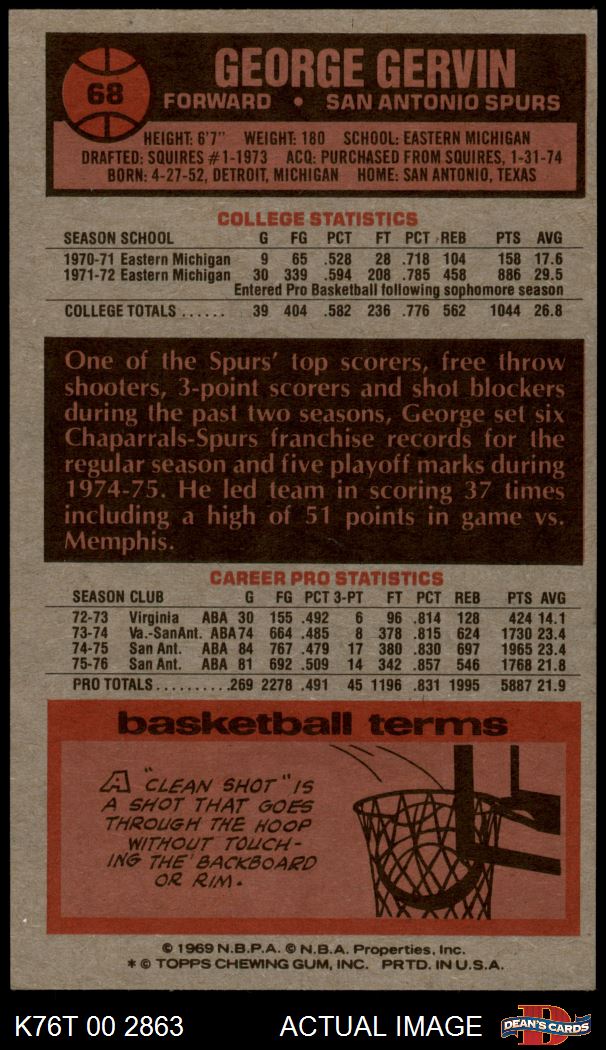 68
GEORGE GERVIN
FORWARD • SAN ANTONIO SPURS
HEIGHT: 6'7" WEIGHT: 180 SCHOOL: EASTERN MICHIGAN
DRAFTED: SQUIRES #1-1973 ACQ: PURCHASED FROM SQUIRES, 1-31-74
BORN: 4-27-52, DETROIT, MICHIGAN HOME: SAN ANTONIO, TEXAS
COLLEGE STATISTICS
SEASON SCHOOL G FG PCT FT PCT REB PTS AVG
1970-71 Eastern Michigan 9 65 .528 28 .718 104 158 17.6
1971-72 Eastern Michigan 30 339 .594 208 .785 458 886 29.5
Entered Pro Basketball following sophomore season
COLLEGE TOTALS ...... 39 404 .582 236 .776 562 1044 26.8
One of the Spurs' top scorers, free throw
shooters, 3-point scorers and shot blockers
during the past two seasons, George set six
Chaparrals-Spurs franchise records for the
regular season and five playoff marks during
1974-75. He led team in scoring 37 times
including a high of 51 points in game vs.
Memphis.
CAREER PRO STATISTICS
SEASON CLUB G FG PCT 3-PT FT PCT REB PTS AVG
72-73 Virginia ABA 30 155 .492 6 96 .814 128 424 14.1
73-74 Va.-SanAnt. ABA 74 664 .485 8 378 .815 624 1730 23.4
74-75 San Ant. ABA 84 767 .479 17 380 .830 697 1965 23.4
75-76 San Ant. ABA 81 692 .509 14 342 .857 546 1768 21.8
PRO TOTALS.......... .269 2278 .491 45 1196 .831 1995 5887 21.9
basketball terms
A "CLEAN SHOT" IS
A SHOT THAT GOES
THROUGH THE HOOP
WITHOUT TOUCH-
ING THE BACKBOARD
OR RIM.
© 1969 N.B.P.A. © N.B.A. Properties, Inc.
* © TOPPS CHEWING GUM, INC. PRTD. IN U.S.A.
K76T 00 2863 ACTUAL IMAGE D DEAN'S CARDS